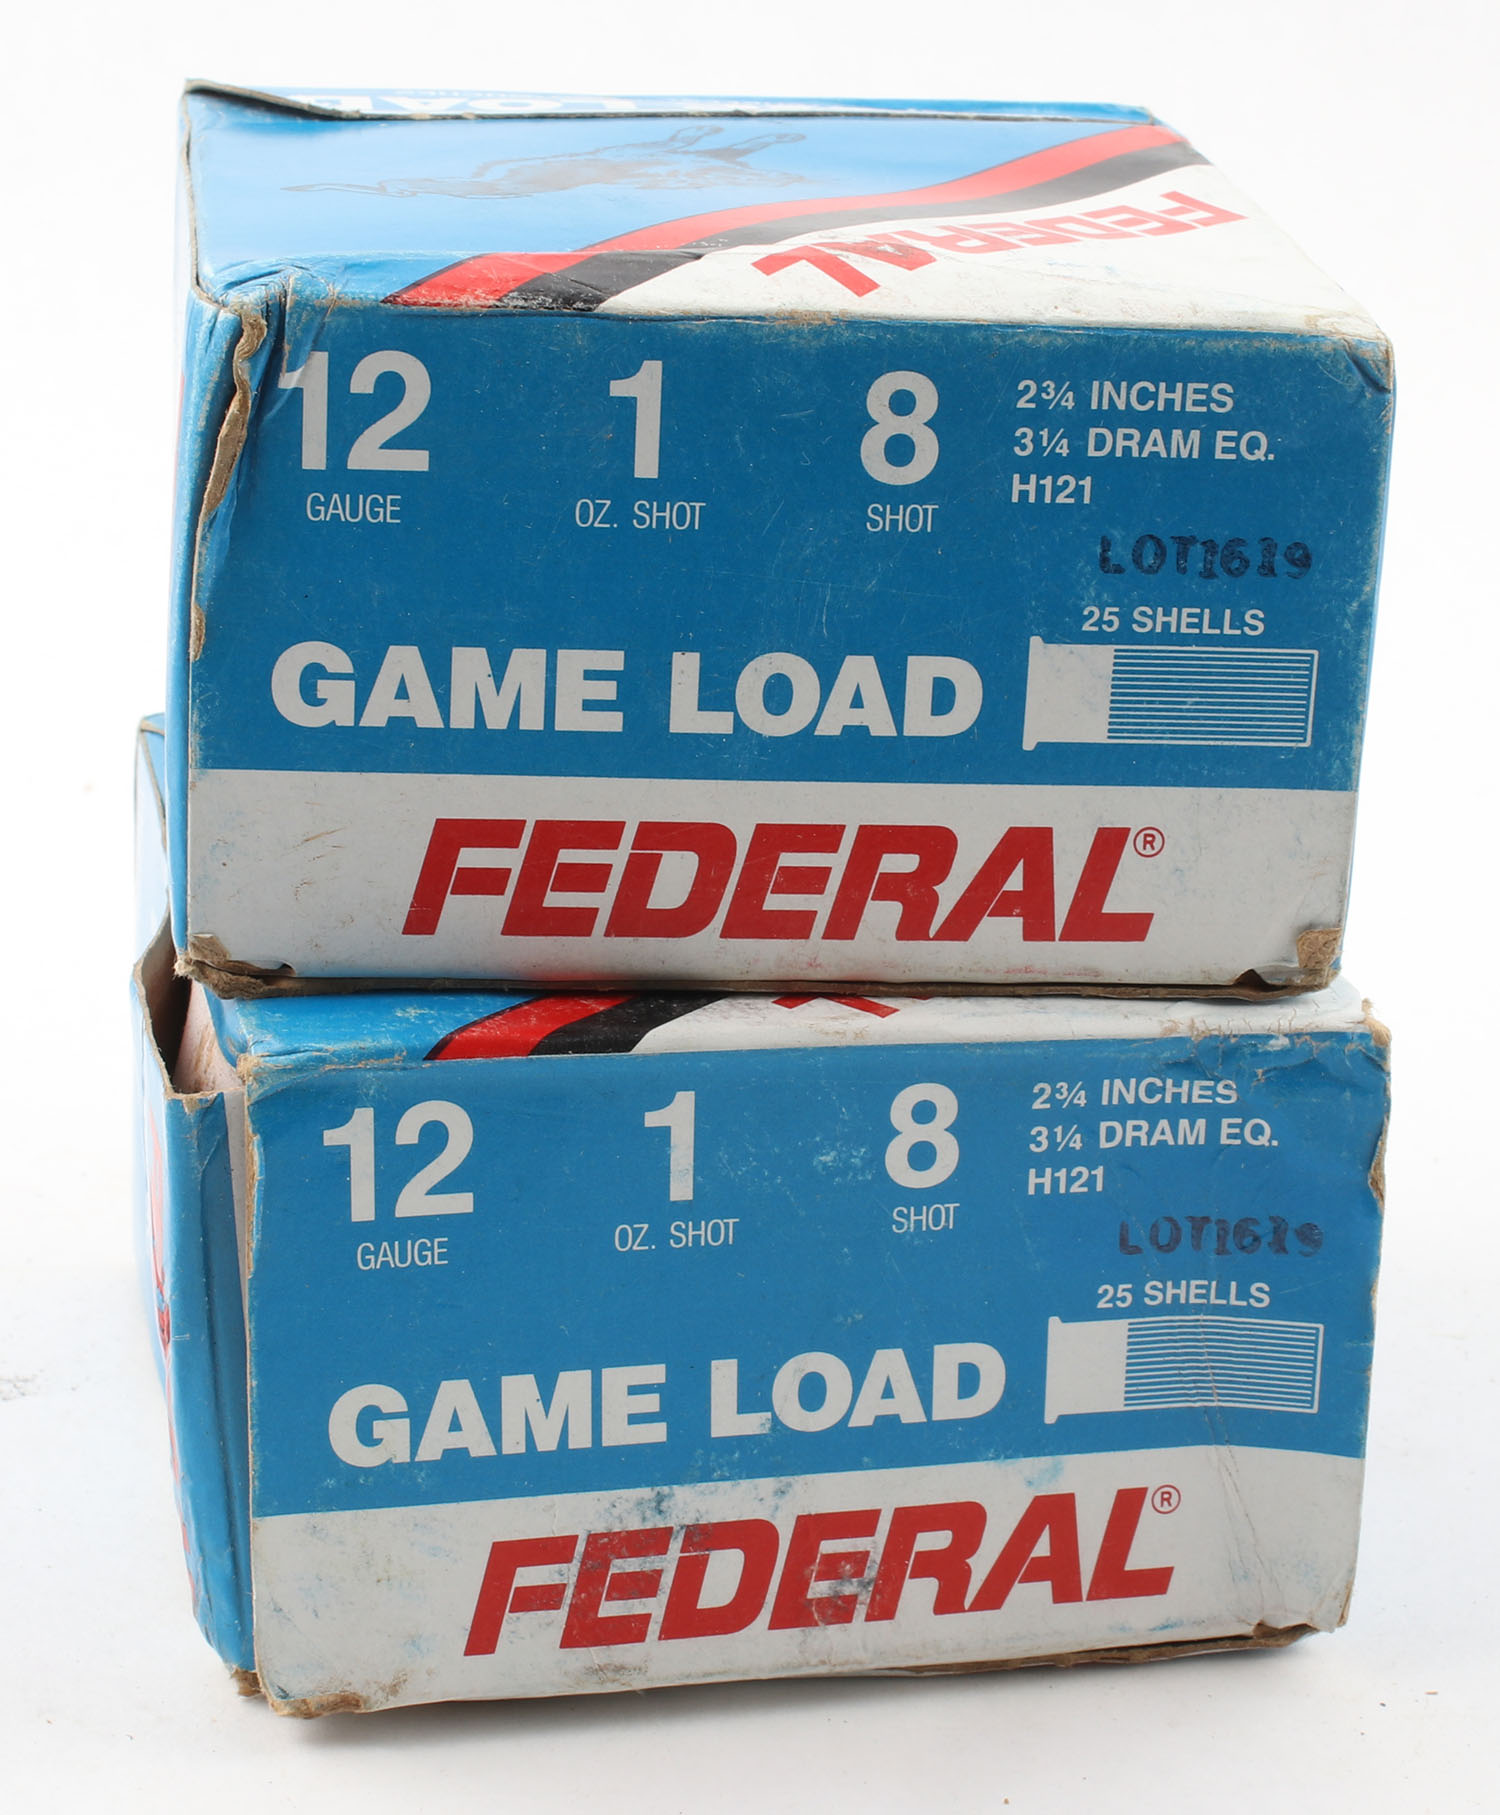 LOAD
FEDERAL
12
GAUGE
1
OZ. SHOT
8
SHOT
2¾ INCHES
3¼ DRAM EQ.
H121
LOT1619
25 SHELLS
GAME LOAD
FEDERAL®
12
GAUGE
1
OZ. SHOT
8
SHOT
2¾ INCHES
3¼ DRAM EQ.
H121
LOT1619
25 SHELLS
GAME LOAD
FEDERAL®